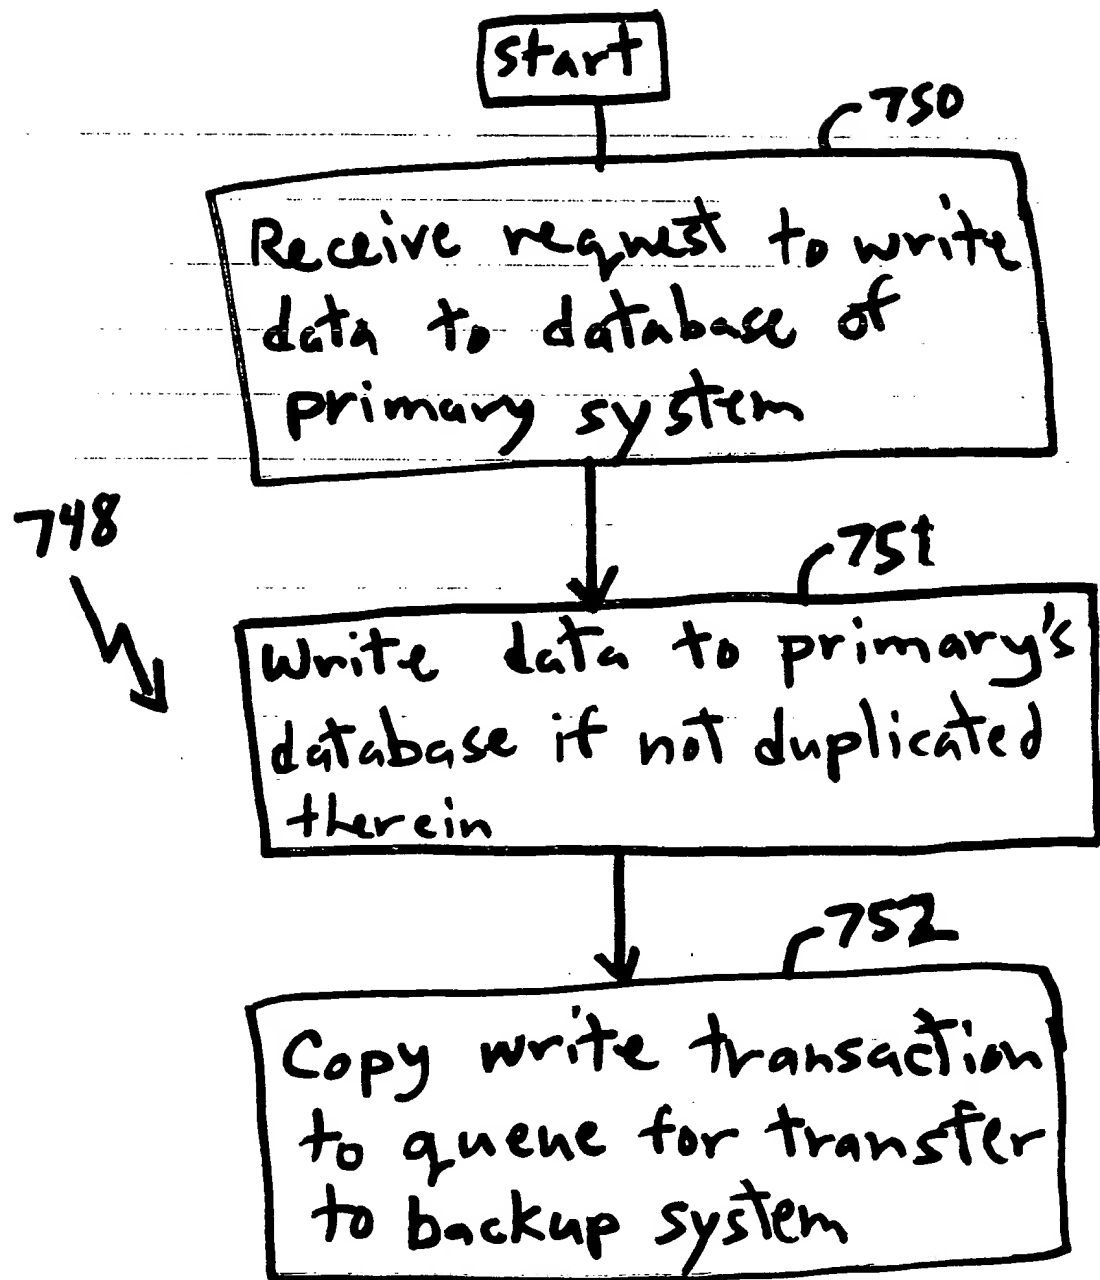 start
750
Receive request to write
data to database of
primary system
748
751
Write data to primary's
database if not duplicated
therein
752
Copy write transaction
to queue for transfer
to backup system